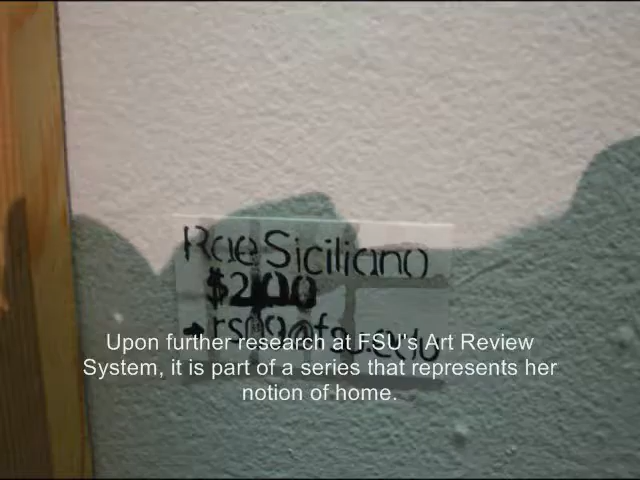 Rae Siciliano
$200
Upon further research at FSU's Art Review
System, it is part of a series that represents her
notion of home.